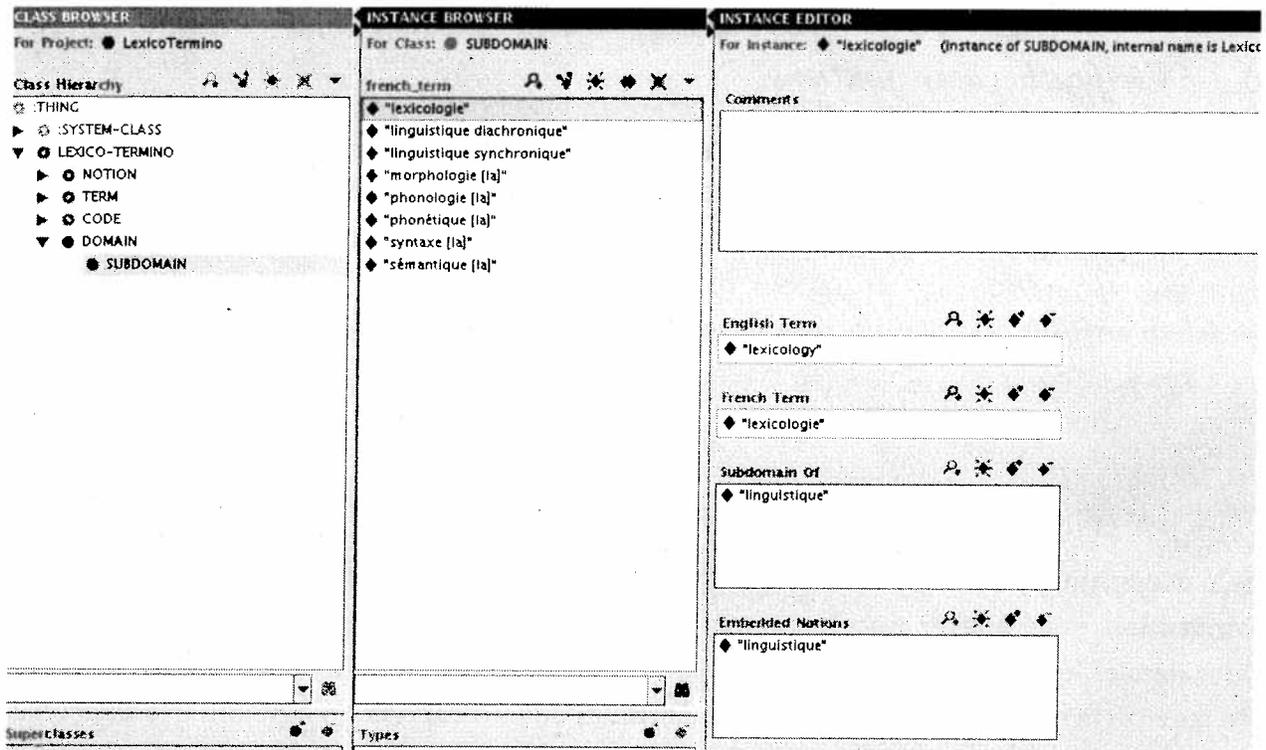 CLASS BROWSER
For Project: LexicoTermino
Class Hierarchy
:THING
:SYSTEM-CLASS
LEXICO-TERMINO
NOTION
TERM
CODE
DOMAIN
SUBDOMAIN
Superclasses
INSTANCE BROWSER
For Class: SUBDOMAIN
french_term
"lexicologie"
"linguistique diachronique"
"linguistique synchronique"
"morphologie [la]"
"phonologie [la]"
"phonétique [la]"
"syntaxe [la]"
"sémantique [la]"
Types
INSTANCE EDITOR
For Instance: "lexicologie" (instance of SUBDOMAIN, internal name is Lexic
Comments
English Term
"lexicology"
French Term
"lexicologie"
Subdomain Of
"linguistique"
Embedded Notions
"linguistique"